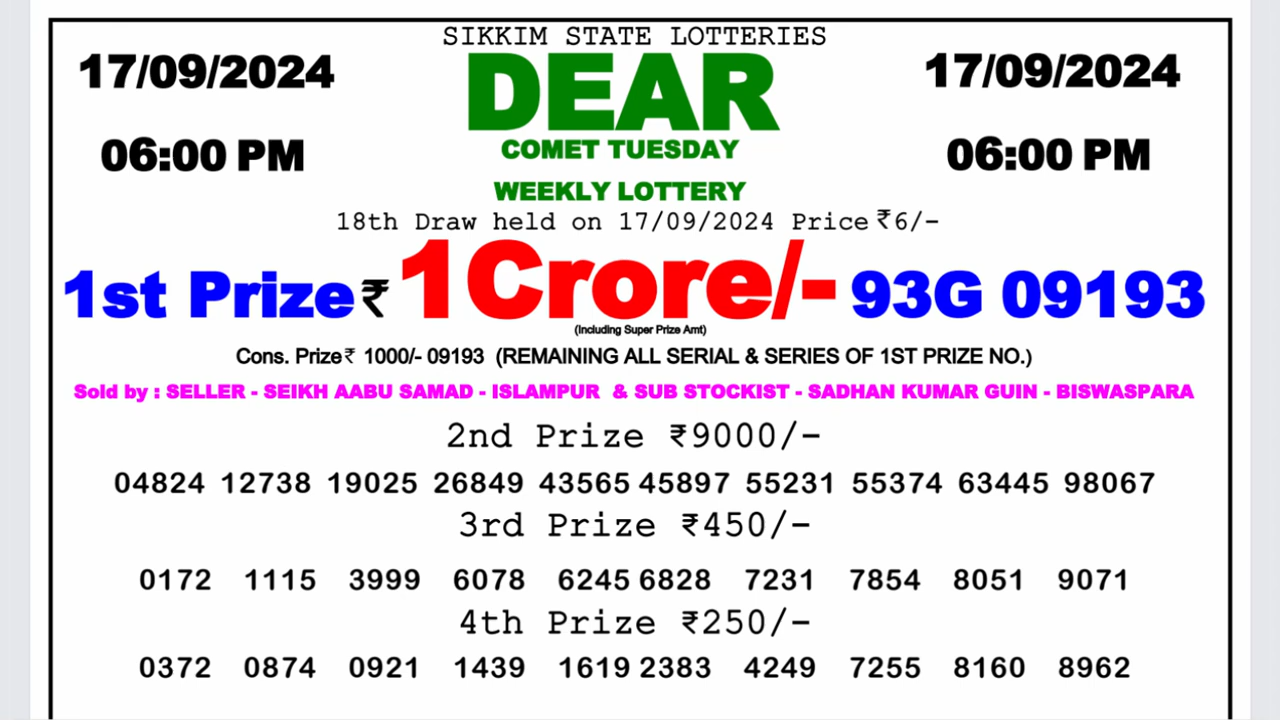 SIKKIM STATE LOTTERIES
17/09/2024 DEAR 17/09/2024
06:00 PM COMET TUESDAY 06:00 PM
WEEKLY LOTTERY
18th Draw held on 17/09/2024 Price ₹6/-
1st Prize ₹ 1Crore/- 93G 09193
(Including Super Prize Amt)
Cons. Prize ₹ 1000/- 09193 (REMAINING ALL SERIAL & SERIES OF 1ST PRIZE NO.)
Sold by : SELLER - SEIKH AABU SAMAD - ISLAMPUR & SUB STOCKIST - SADHAN KUMAR GUIN - BISWASPARA
2nd Prize ₹9000/-
04824 12738 19025 26849 43565 45897 55231 55374 63445 98067
3rd Prize ₹450/-
0172 1115 3999 6078 6245 6828 7231 7854 8051 9071
4th Prize ₹250/-
0372 0874 0921 1439 1619 2383 4249 7255 8160 8962